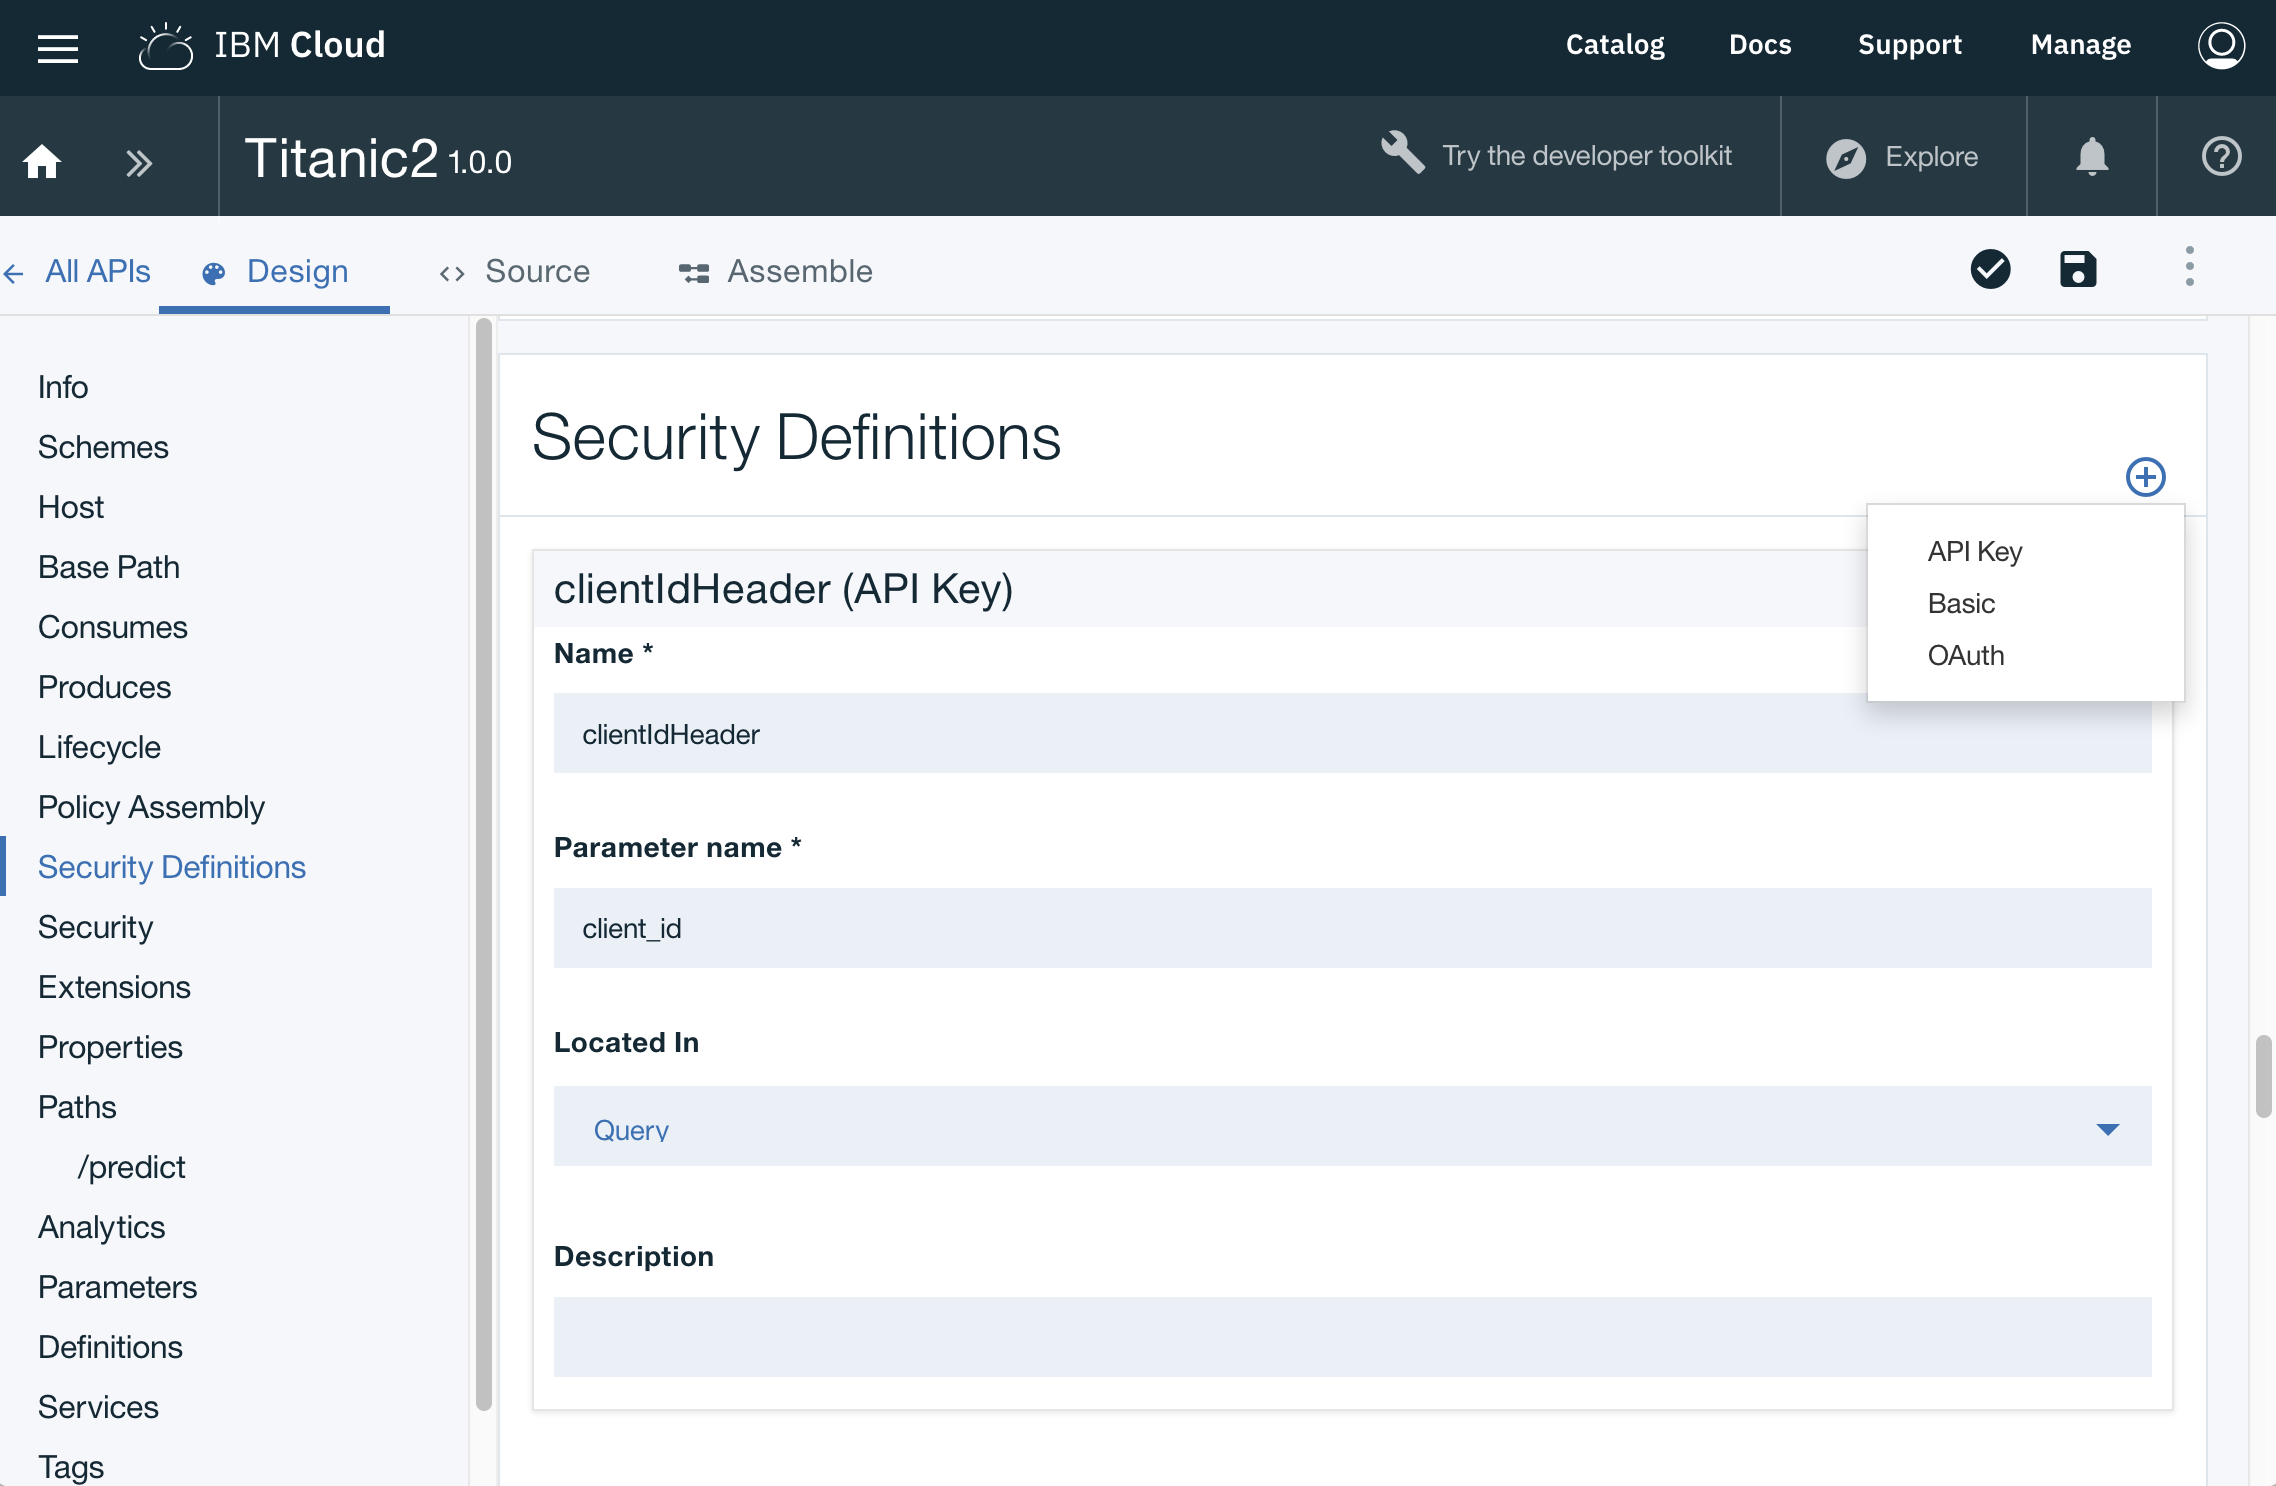 IBM Cloud
Catalog
Docs
Support
Manage
Titanic2 1.0.0
Try the developer toolkit
Explore
All APIs
Design
Source
Assemble
Info
Schemes
Host
Base Path
Consumes
Produces
Lifecycle
Policy Assembly
Security Definitions
Security
Extensions
Properties
Paths
/predict
Analytics
Parameters
Definitions
Services
Tags
Security Definitions
API Key
Basic
OAuth
clientIdHeader (API Key)
Name *
clientIdHeader
Parameter name *
client_id
Located In
Query
Description